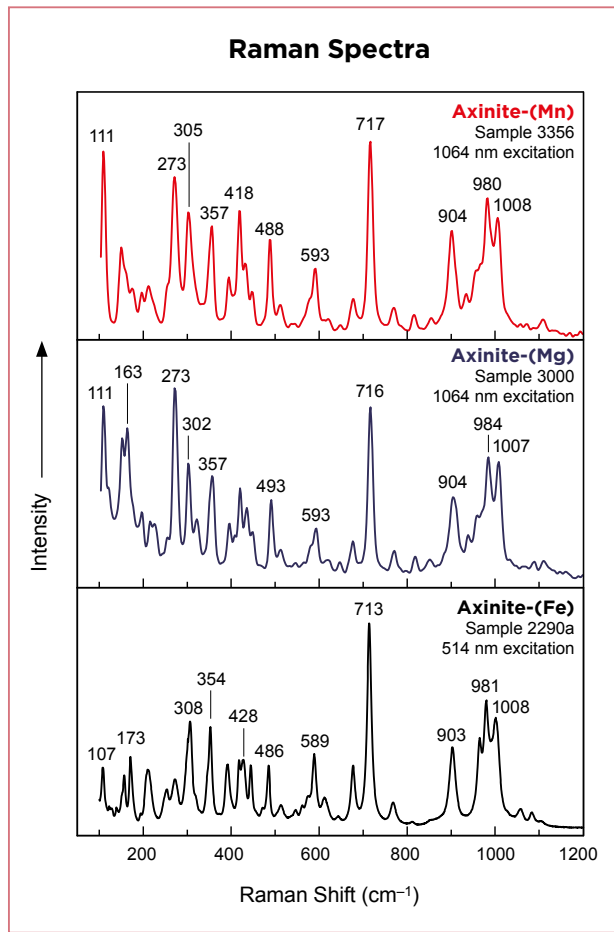 Raman Spectra
Axinite-(Mn)
Sample 3356
1064 nm excitation
111
273
305
357
418
488
593
717
904
980
1008
Axinite-(Mg)
Sample 3000
1064 nm excitation
111
163
273
302
357
493
593
716
904
984
1007
Axinite-(Fe)
Sample 2290a
514 nm excitation
107
173
308
354
428
486
589
713
903
981
1008
Intensity
200 400 600 800 1000 1200
Raman Shift (cm⁻¹)